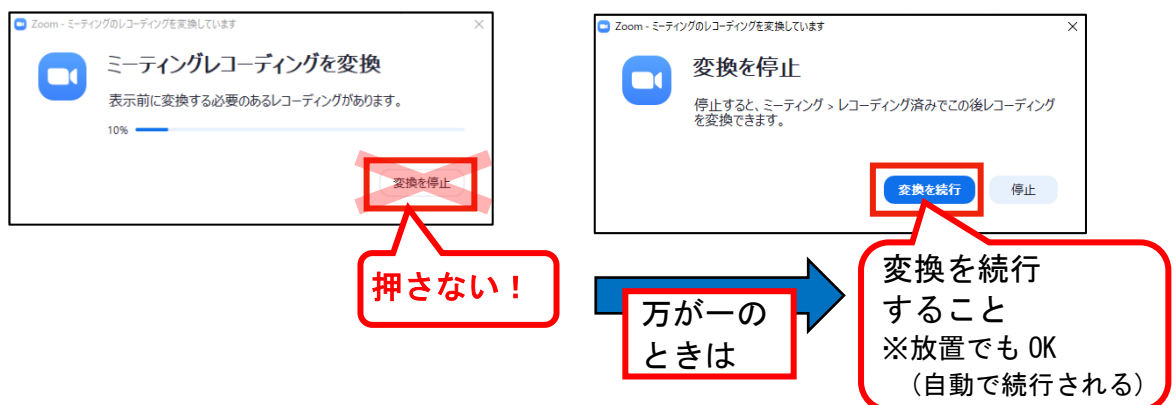 Zoom - ミーティングのレコーディングを変換しています
ミーティングレコーディングを変換
表示前に変換する必要のあるレコーディングがあります。
10%
変換を停止
押さない！
Zoom - ミーティングのレコーディングを変換しています
変換を停止
停止すると、ミーティング > レコーディング済みでこの後レコーディング
を変換できます。
変換を続行
停止
万が一の
ときは
変換を続行
すること
※放置でも OK
（自動で続行される）